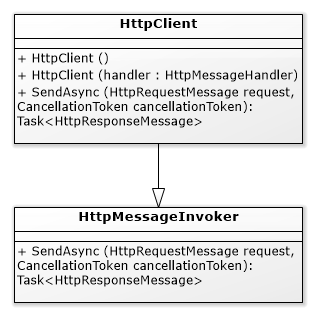 HttpClient
+ HttpClient ()
+ HttpClient (handler : HttpMessageHandler)
+ SendAsync (HttpRequestMessage request,
CancellationToken cancellationToken):
Task<HttpResponseMessage>
HttpMessageInvoker
+ SendAsync (HttpRequestMessage request,
CancellationToken cancellationToken):
Task<HttpResponseMessage>